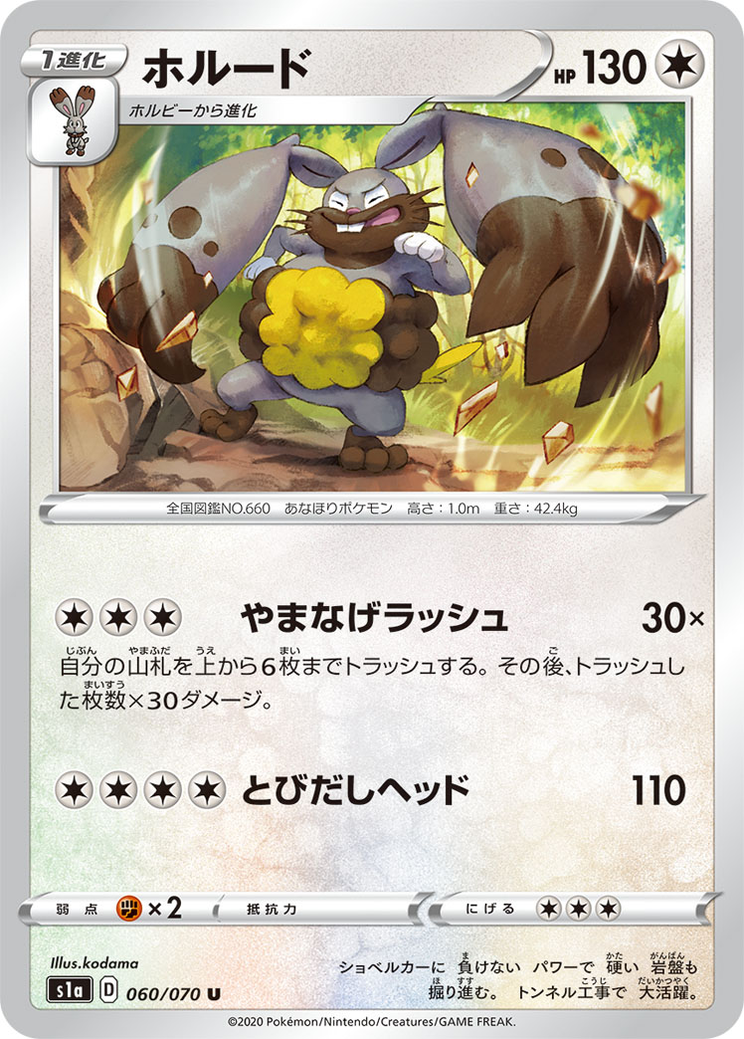 1進化 ホルード HP 130
ホルビーから進化
全国図鑑NO.660 あなほりポケモン 高さ:1.0m 重さ:42.4kg
やまなげラッシュ 30×
自分の山札を上から6枚までトラッシュする。その後、トラッシュし
た枚数×30ダメージ。
とびだしヘッド 110
弱点 ×2 抵抗力 にげる
Illus.kodama
s1a D 060/070 U
ショベルカーに 負けない パワーで 硬い 岩盤も
掘り進む。 トンネル工事で 大活躍。
©2020 Pokémon/Nintendo/Creatures/GAME FREAK.